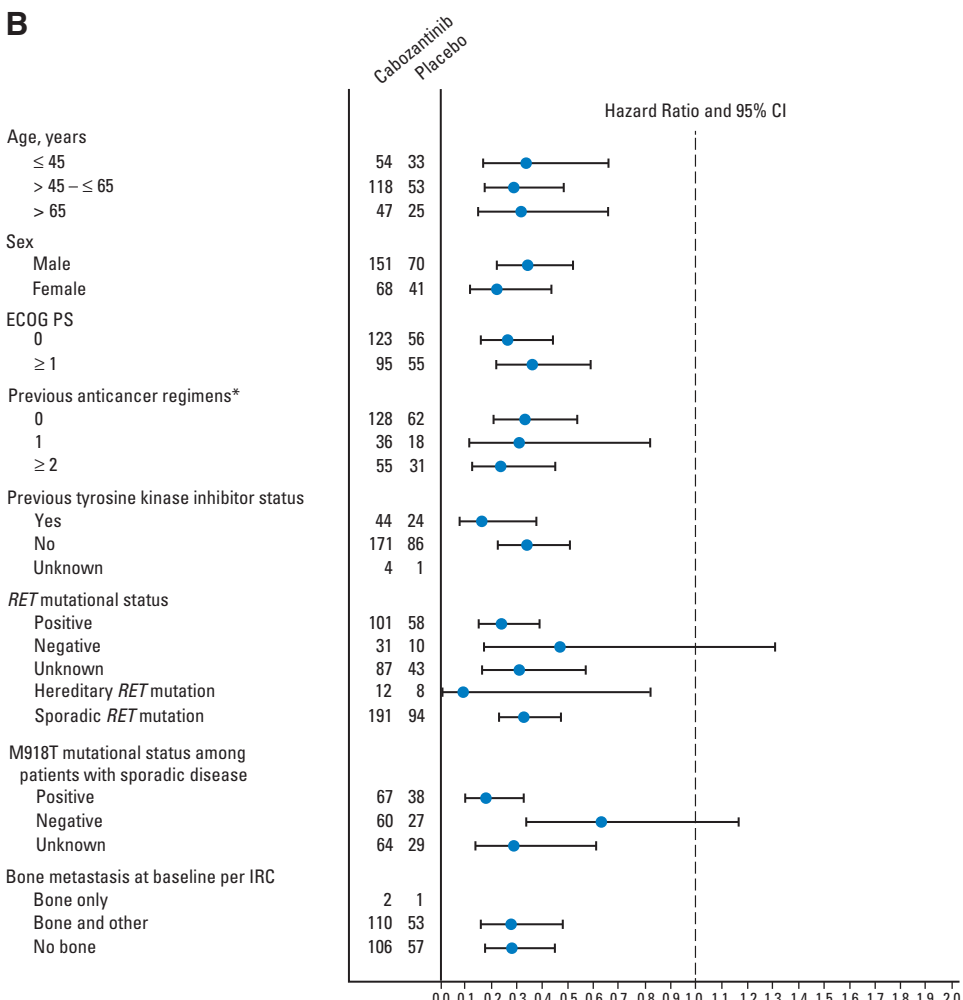 B
Cabozantinib
Placebo
Hazard Ratio and 95% CI
Age, years
≤ 45 54 33
> 45 – ≤ 65 118 53
> 65 47 25
Sex
Male 151 70
Female 68 41
ECOG PS
0 123 56
≥ 1 95 55
Previous anticancer regimens*
0 128 62
1 36 18
≥ 2 55 31
Previous tyrosine kinase inhibitor status
Yes 44 24
No 171 86
Unknown 4 1
RET mutational status
Positive 101 58
Negative 31 10
Unknown 87 43
Hereditary RET mutation 12 8
Sporadic RET mutation 191 94
M918T mutational status among
patients with sporadic disease
Positive 67 38
Negative 60 27
Unknown 64 29
Bone metastasis at baseline per IRC
Bone only 2 1
Bone and other 110 53
No bone 106 57
0.0 0.1 0.2 0.3 0.4 0.5 0.6 0.7 0.8 0.9 1.0 1.1 1.2 1.3 1.4 1.5 1.6 1.7 1.8 1.9 2.0